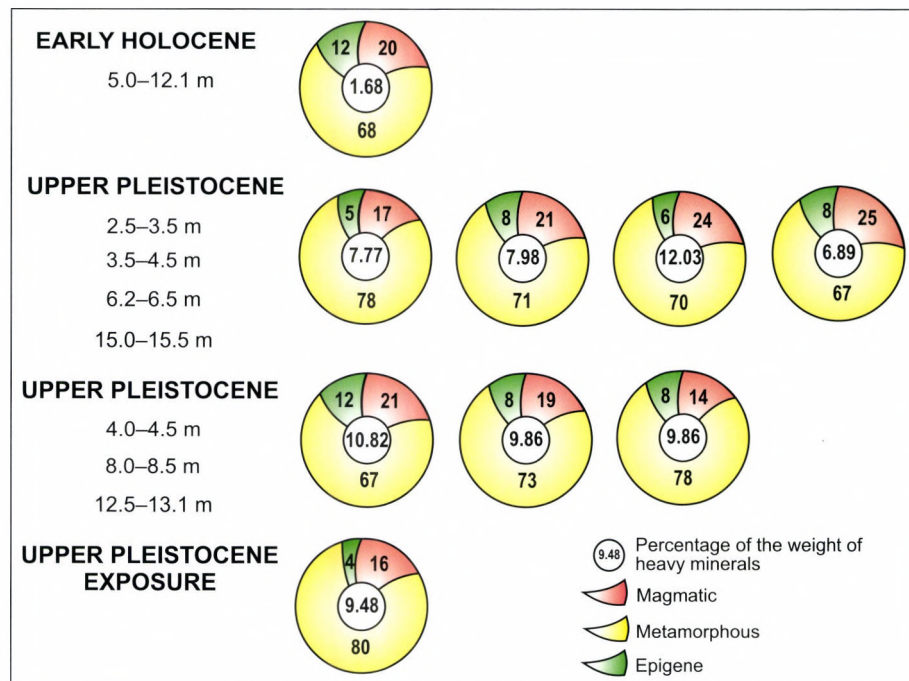 EARLY HOLOCENE
5.0–12.1 m
12 20
1.68
68
UPPER PLEISTOCENE
2.5–3.5 m
3.5–4.5 m
6.2–6.5 m
15.0–15.5 m
5 17
7.77
78
8 21
7.98
71
6 24
12.03
70
8 25
6.89
67
UPPER PLEISTOCENE
4.0–4.5 m
8.0–8.5 m
12.5–13.1 m
12 21
10.82
67
8 19
9.86
73
8 14
9.86
78
UPPER PLEISTOCENE
EXPOSURE
4 16
9.48
80
9.48 Percentage of the weight of
heavy minerals
Magmatic
Metamorphous
Epigene